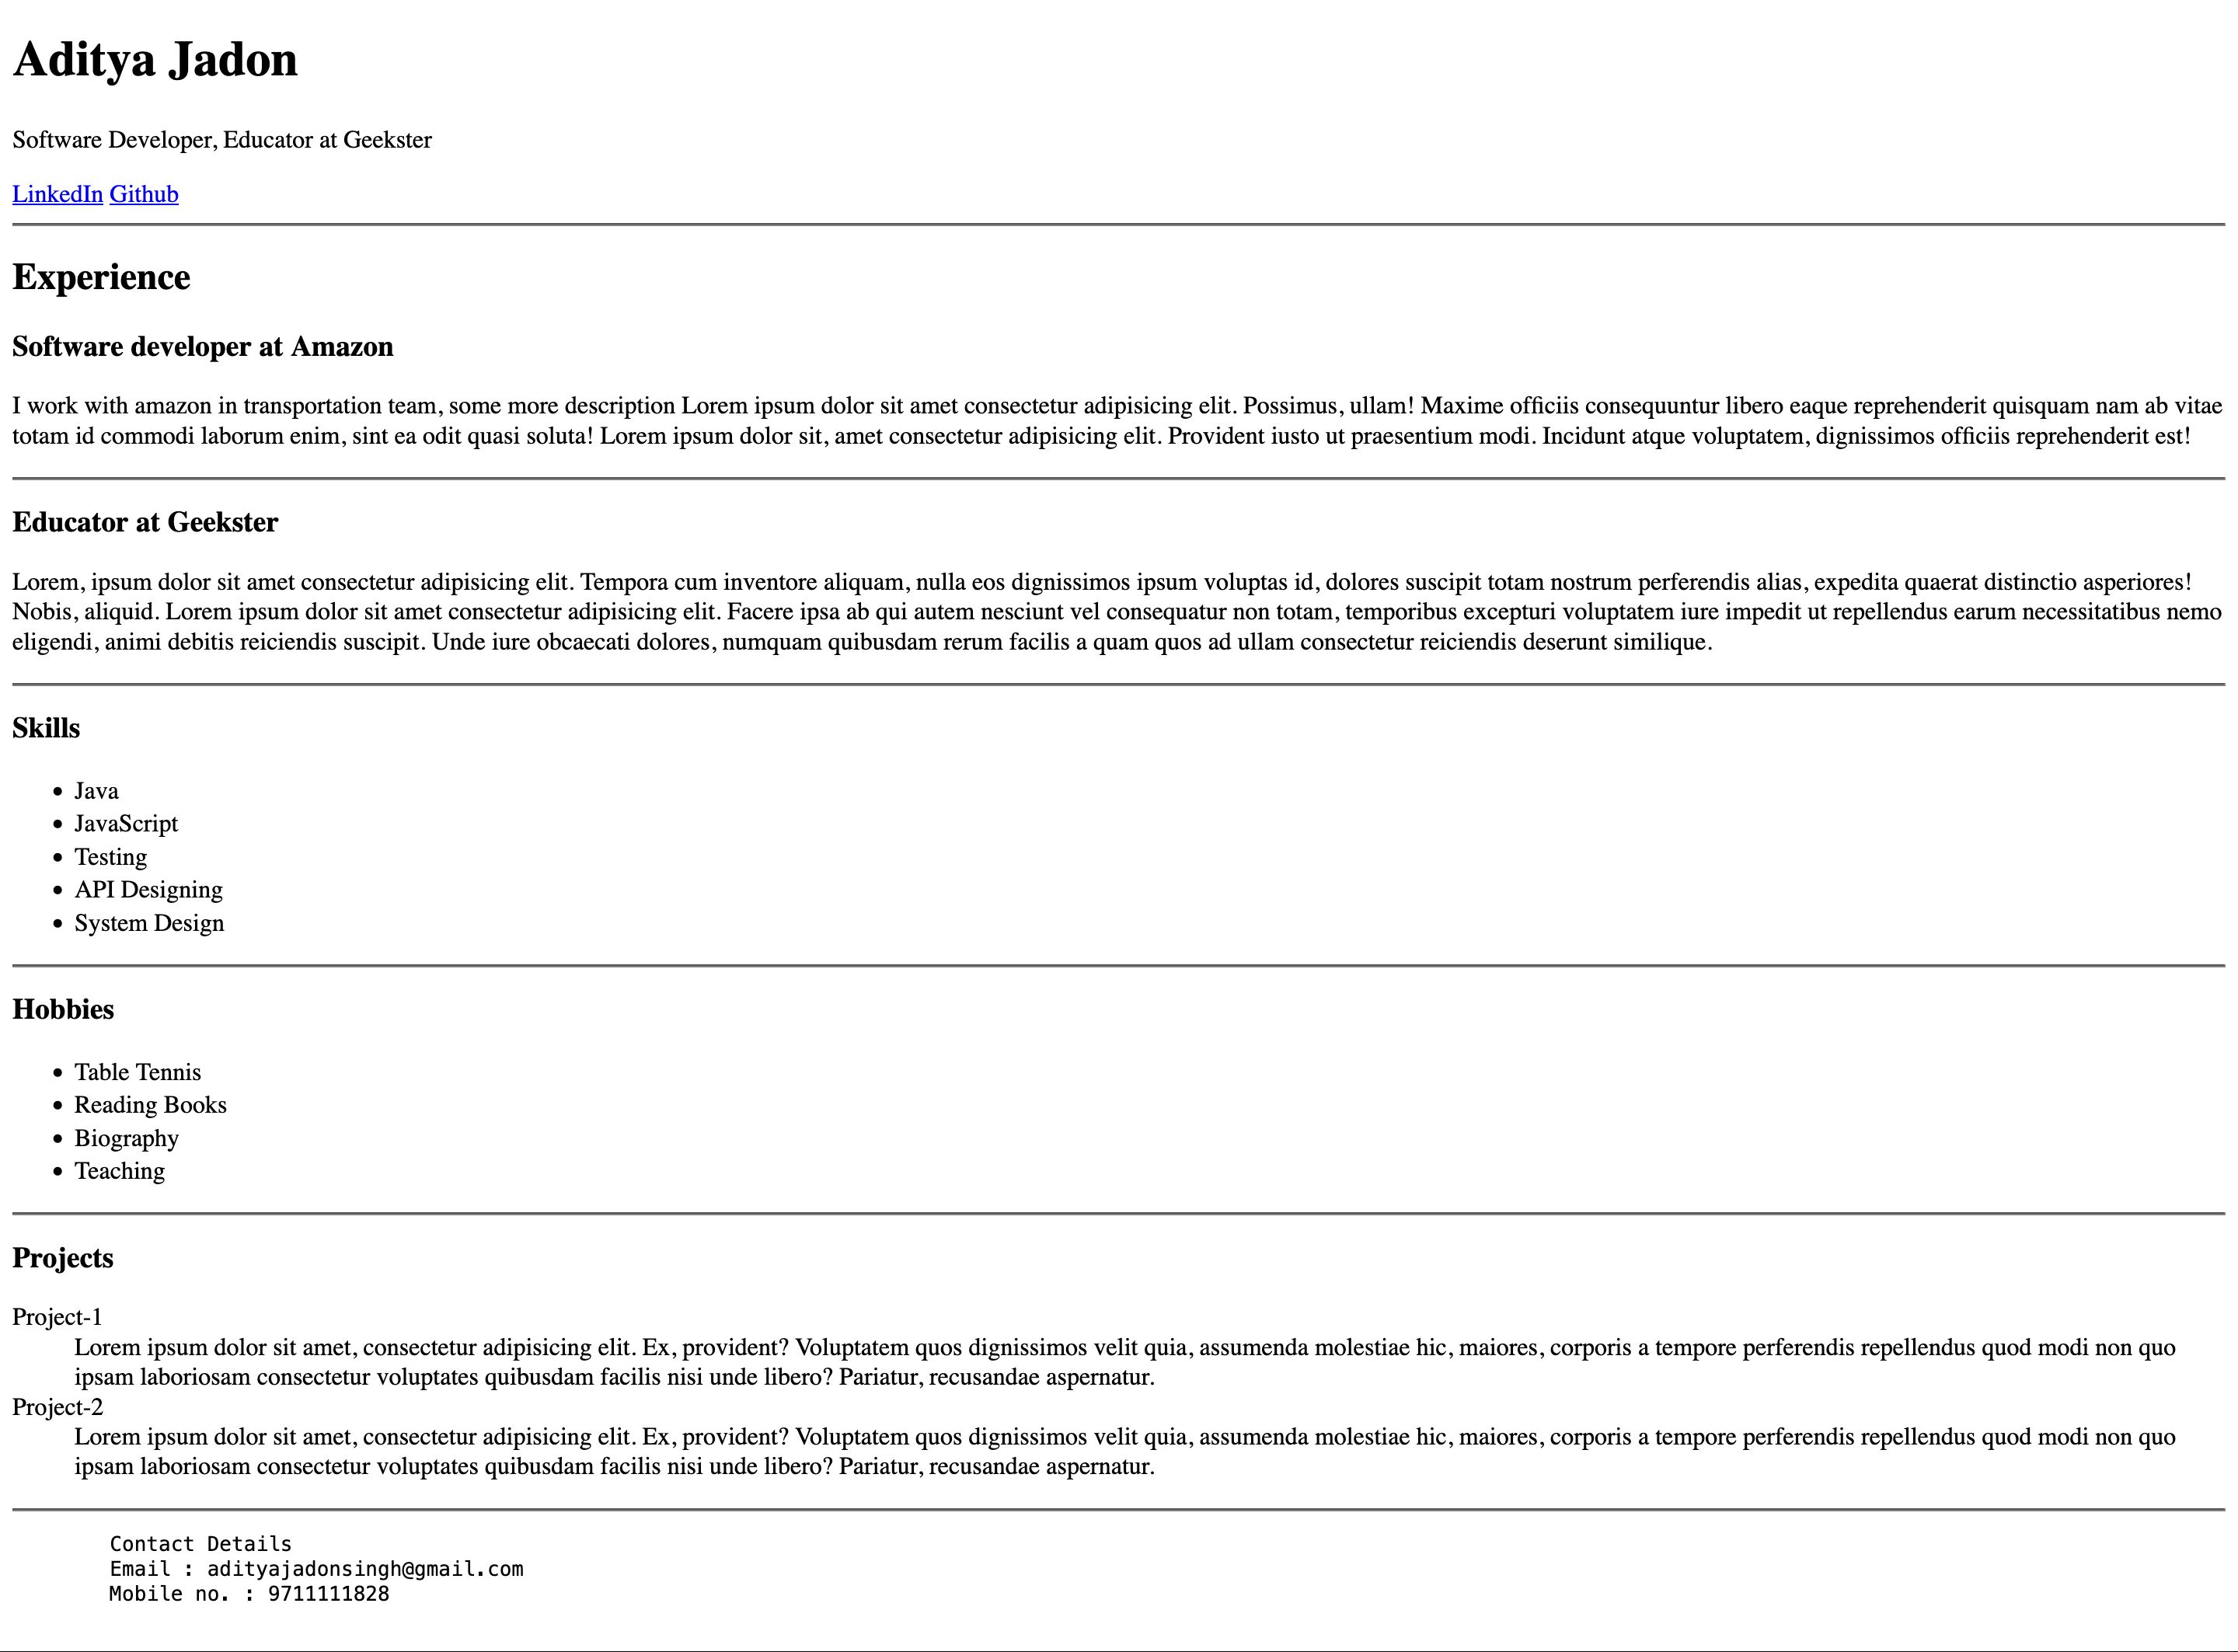 Aditya Jadon
Software Developer, Educator at Geekster
LinkedIn Github
Experience
Software developer at Amazon
I work with amazon in transportation team, some more description Lorem ipsum dolor sit amet consectetur adipisicing elit. Possimus, ullam! Maxime officiis consequuntur libero eaque reprehenderit quisquam nam ab vitae
totam id commodi laborum enim, sint ea odit quasi soluta! Lorem ipsum dolor sit, amet consectetur adipisicing elit. Provident iusto ut praesentium modi. Incidunt atque voluptatem, dignissimos officiis reprehenderit est!
Educator at Geekster
Lorem, ipsum dolor sit amet consectetur adipisicing elit. Tempora cum inventore aliquam, nulla eos dignissimos ipsum voluptas id, dolores suscipit totam nostrum perferendis alias, expedita quaerat distinctio asperiores!
Nobis, aliquid. Lorem ipsum dolor sit amet consectetur adipisicing elit. Facere ipsa ab qui autem nesciunt vel consequatur non totam, temporibus excepturi voluptatem iure impedit ut repellendus earum necessitatibus nemo
eligendi, animi debitis reiciendis suscipit. Unde iure obcaecati dolores, numquam quibusdam rerum facilis a quam quos ad ullam consectetur reiciendis deserunt similique.
Skills
• Java
• JavaScript
• Testing
• API Designing
• System Design
Hobbies
• Table Tennis
• Reading Books
• Biography
• Teaching
Projects
Project-1
Lorem ipsum dolor sit amet, consectetur adipisicing elit. Ex, provident? Voluptatem quos dignissimos velit quia, assumenda molestiae hic, maiores, corporis a tempore perferendis repellendus quod modi non quo
ipsam laboriosam consectetur voluptates quibusdam facilis nisi unde libero? Pariatur, recusandae aspernatur.
Project-2
Lorem ipsum dolor sit amet, consectetur adipisicing elit. Ex, provident? Voluptatem quos dignissimos velit quia, assumenda molestiae hic, maiores, corporis a tempore perferendis repellendus quod modi non quo
ipsam laboriosam consectetur voluptates quibusdam facilis nisi unde libero? Pariatur, recusandae aspernatur.
Contact Details
Email : adityajadonsingh@gmail.com
Mobile no. : 9711111828